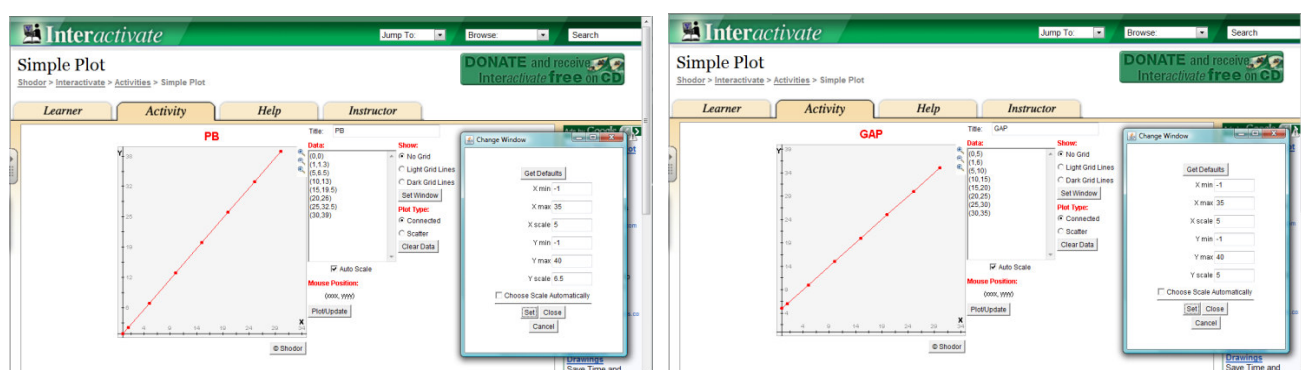 Interactivate
Jump To:
Browse:
Search
Simple Plot
Shodor > Interactivate > Activities > Simple Plot
DONATE and receive
Interactivate free on CD
Learner
Activity
Help
Instructor
PB
Title: PB
Data:
(0,0)
(1,1.3)
(5,6.5)
(10,13)
(15,19.5)
(20,26)
(25,32.5)
(30,39)
Show:
No Grid
Light Grid Lines
Dark Grid Lines
Set Window
Plot Type:
Connected
Scatter
Clear Data
Auto Scale
Mouse Position:
(xxxx, yyyy)
Plot/Update
Y
X
© Shodor
Change Window
Get Defaults
X min -1
X max 35
X scale 5
Y min -1
Y max 40
Y scale 6.5
Choose Scale Automatically
Set Close
Cancel
Drawings
Save Time and
Interactivate
Jump To:
Browse:
Search
Simple Plot
Shodor > Interactivate > Activities > Simple Plot
DONATE and receive
Interactivate free on CD
Learner
Activity
Help
Instructor
GAP
Title: GAP
Data:
(0,5)
(1,6)
(5,10)
(10,15)
(15,20)
(20,25)
(25,30)
(30,35)
Show:
No Grid
Light Grid Lines
Dark Grid Lines
Set Window
Plot Type:
Connected
Scatter
Clear Data
Auto Scale
Mouse Position:
(xxxx, yyyy)
Plot/Update
Y
X
© Shodor
Change Window
Get Defaults
X min -1
X max 35
X scale 5
Y min -1
Y max 40
Y scale 5
Choose Scale Automatically
Set Close
Cancel
Drawings
Save Time and